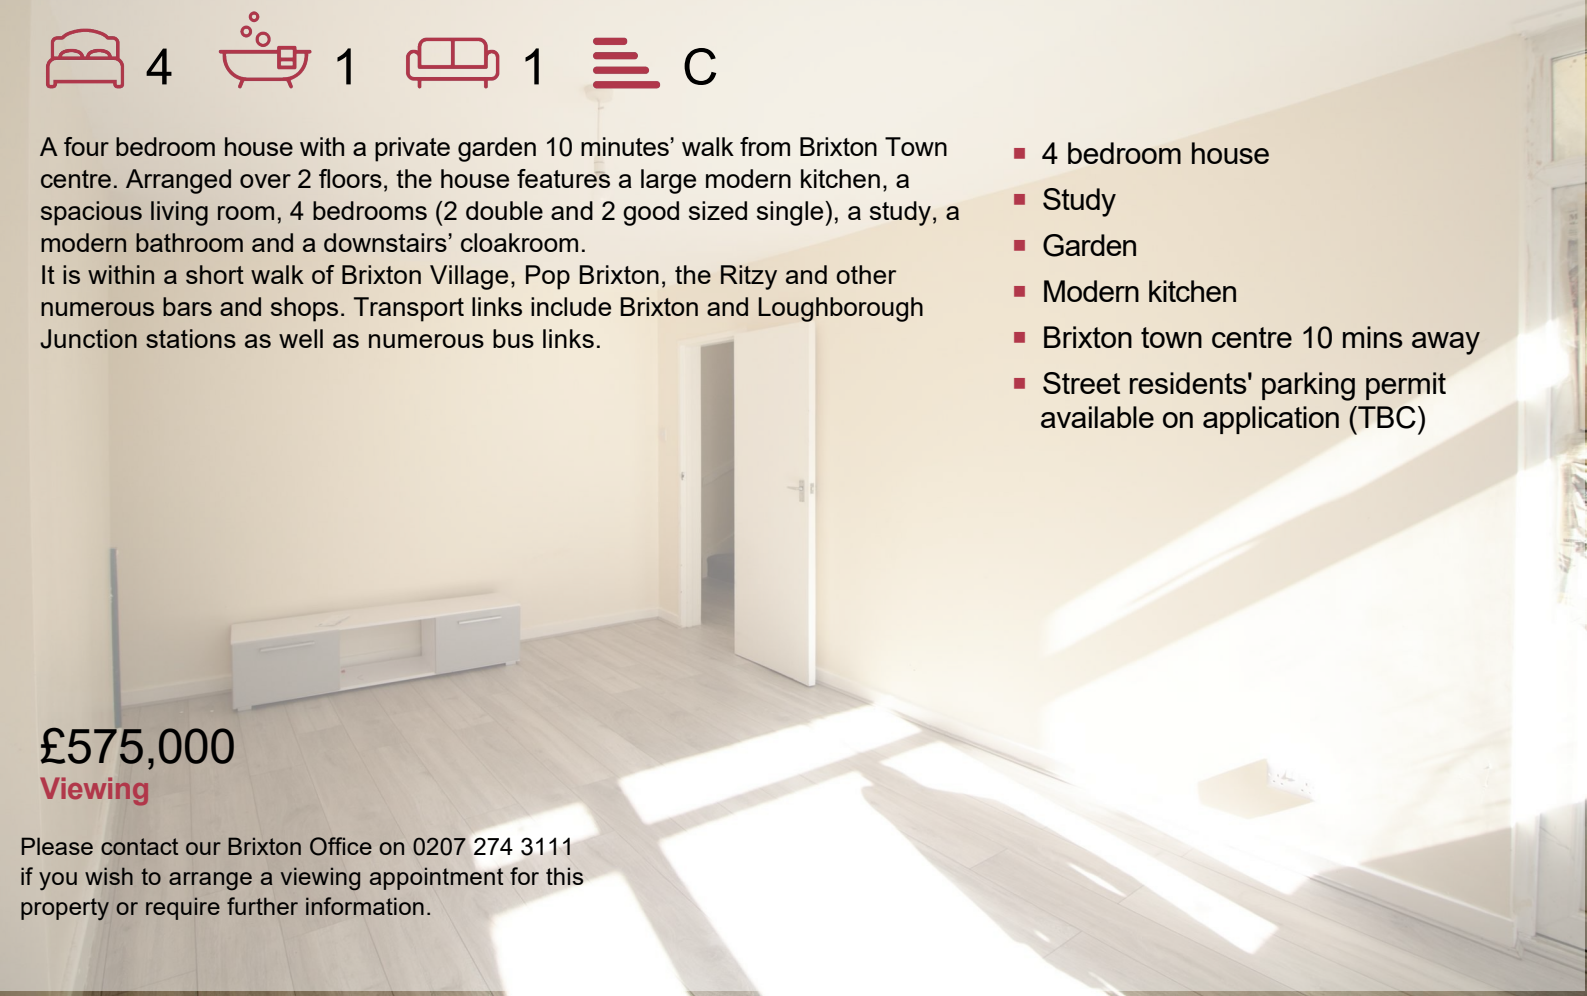 4 1 1 C
A four bedroom house with a private garden 10 minutes’ walk from Brixton Town
centre. Arranged over 2 floors, the house features a large modern kitchen, a
spacious living room, 4 bedrooms (2 double and 2 good sized single), a study, a
modern bathroom and a downstairs’ cloakroom.
It is within a short walk of Brixton Village, Pop Brixton, the Ritzy and other
numerous bars and shops. Transport links include Brixton and Loughborough
Junction stations as well as numerous bus links.
4 bedroom house
Study
Garden
Modern kitchen
Brixton town centre 10 mins away
Street residents' parking permit
available on application (TBC)
£575,000
Viewing
Please contact our Brixton Office on 0207 274 3111
if you wish to arrange a viewing appointment for this
property or require further information.